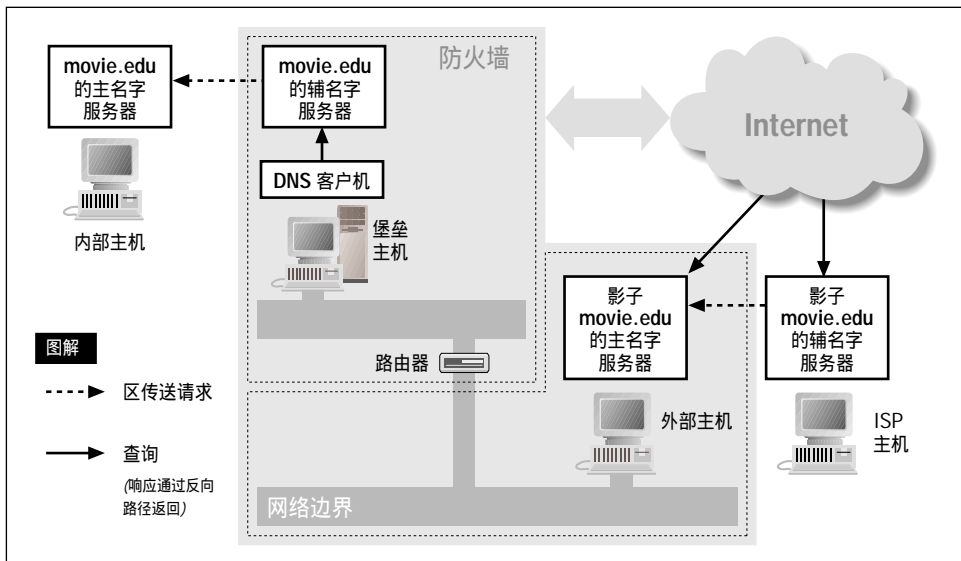 movie.edu
的主名字
服务器
内部主机
防火墙
movie.edu
的辅名字
服务器
DNS 客户机
堡垒
主机
Internet
影子
movie.edu
的主名字
服务器
影子
movie.edu
的辅名字
服务器
路由器
外部主机
ISP
主机
网络边界
图解
区传送请求
查询
(响应通过反向
路径返回)